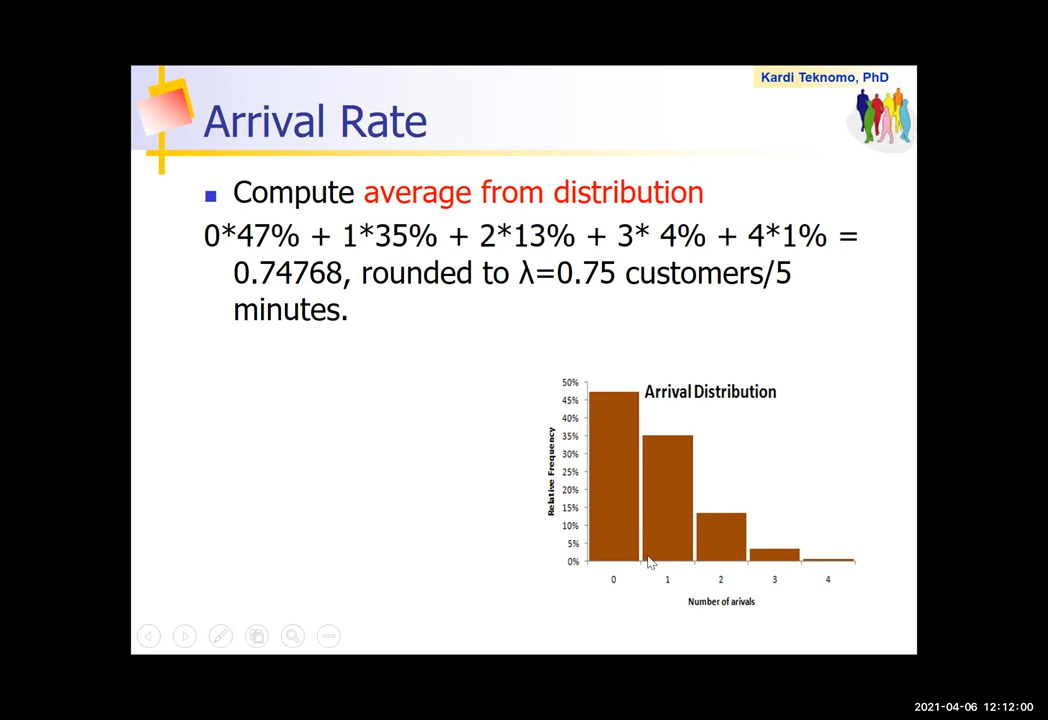 Kardi Teknomo, PhD
Arrival Rate
Compute average from distribution
0*47% + 1*35% + 2*13% + 3* 4% + 4*1% =
0.74768, rounded to λ=0.75 customers/5
minutes.
Arrival Distribution
Relative Frequency
50%
45%
40%
35%
30%
25%
20%
15%
10%
5%
0%
0 1 2 3 4
Number of arivals
2021-04-06 12:12:00